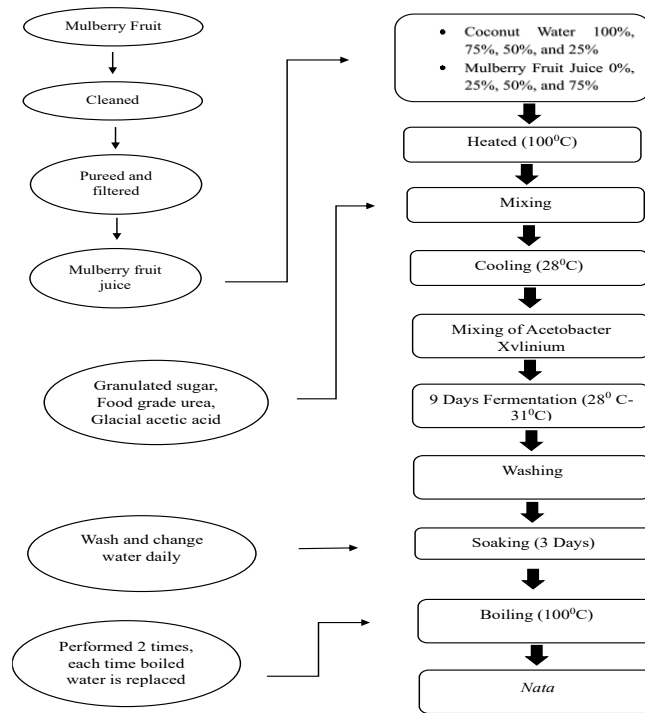 Mulberry Fruit
Cleaned
Pureed and
filtered
Mulberry fruit
juice
Granulated sugar,
Food grade urea,
Glacial acetic acid
Wash and change
water daily
Performed 2 times,
each time boiled
water is replaced
• Coconut Water 100%,
75%, 50%, and 25%
• Mulberry Fruit Juice 0%,
25%, 50%, and 75%
Heated (100⁰C)
Mixing
Cooling (28⁰C)
Mixing of Acetobacter
Xvlinium
9 Days Fermentation (28⁰ C-
31⁰C)
Washing
Soaking (3 Days)
Boiling (100⁰C)
Nata